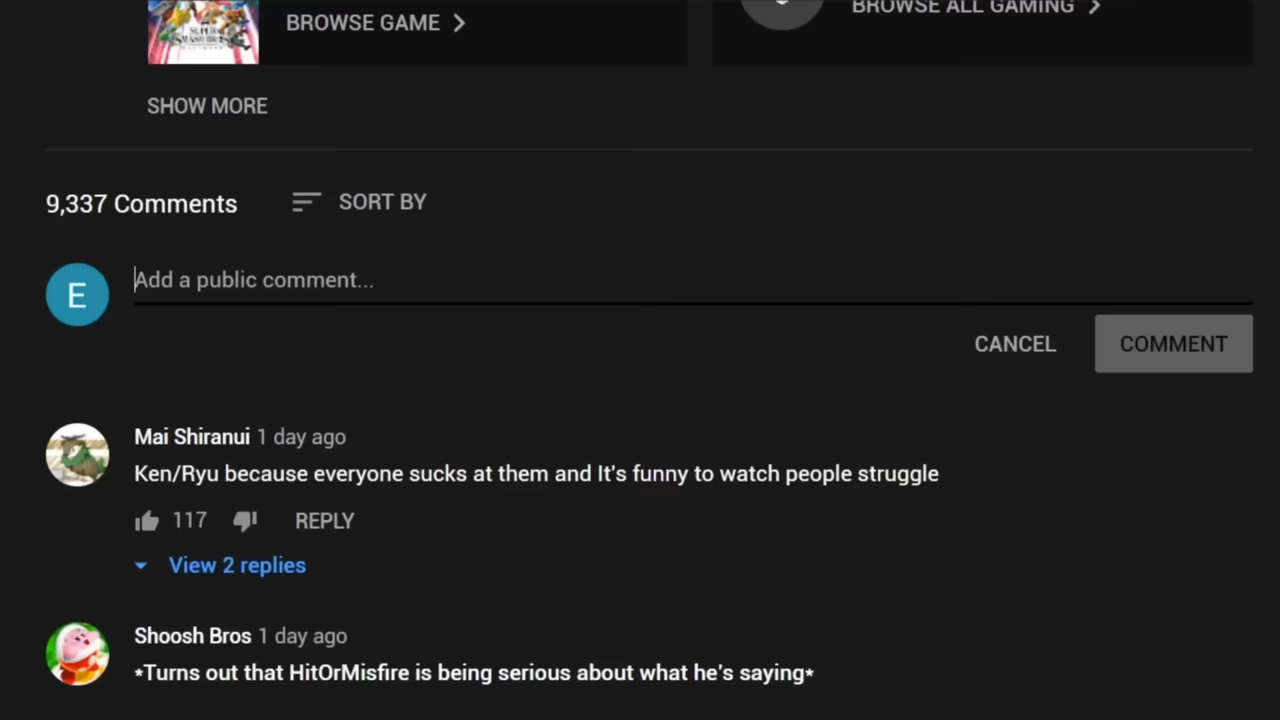 SUPER
SMASH BROS
BROWSE GAME
BROWSE ALL GAMING
SHOW MORE
9,337 Comments
SORT BY
E
Add a public comment...
CANCEL
COMMENT
Mai Shiranui 1 day ago
Ken/Ryu because everyone sucks at them and It's funny to watch people struggle
117
REPLY
View 2 replies
Shoosh Bros 1 day ago
*Turns out that HitOrMisfire is being serious about what he's saying*